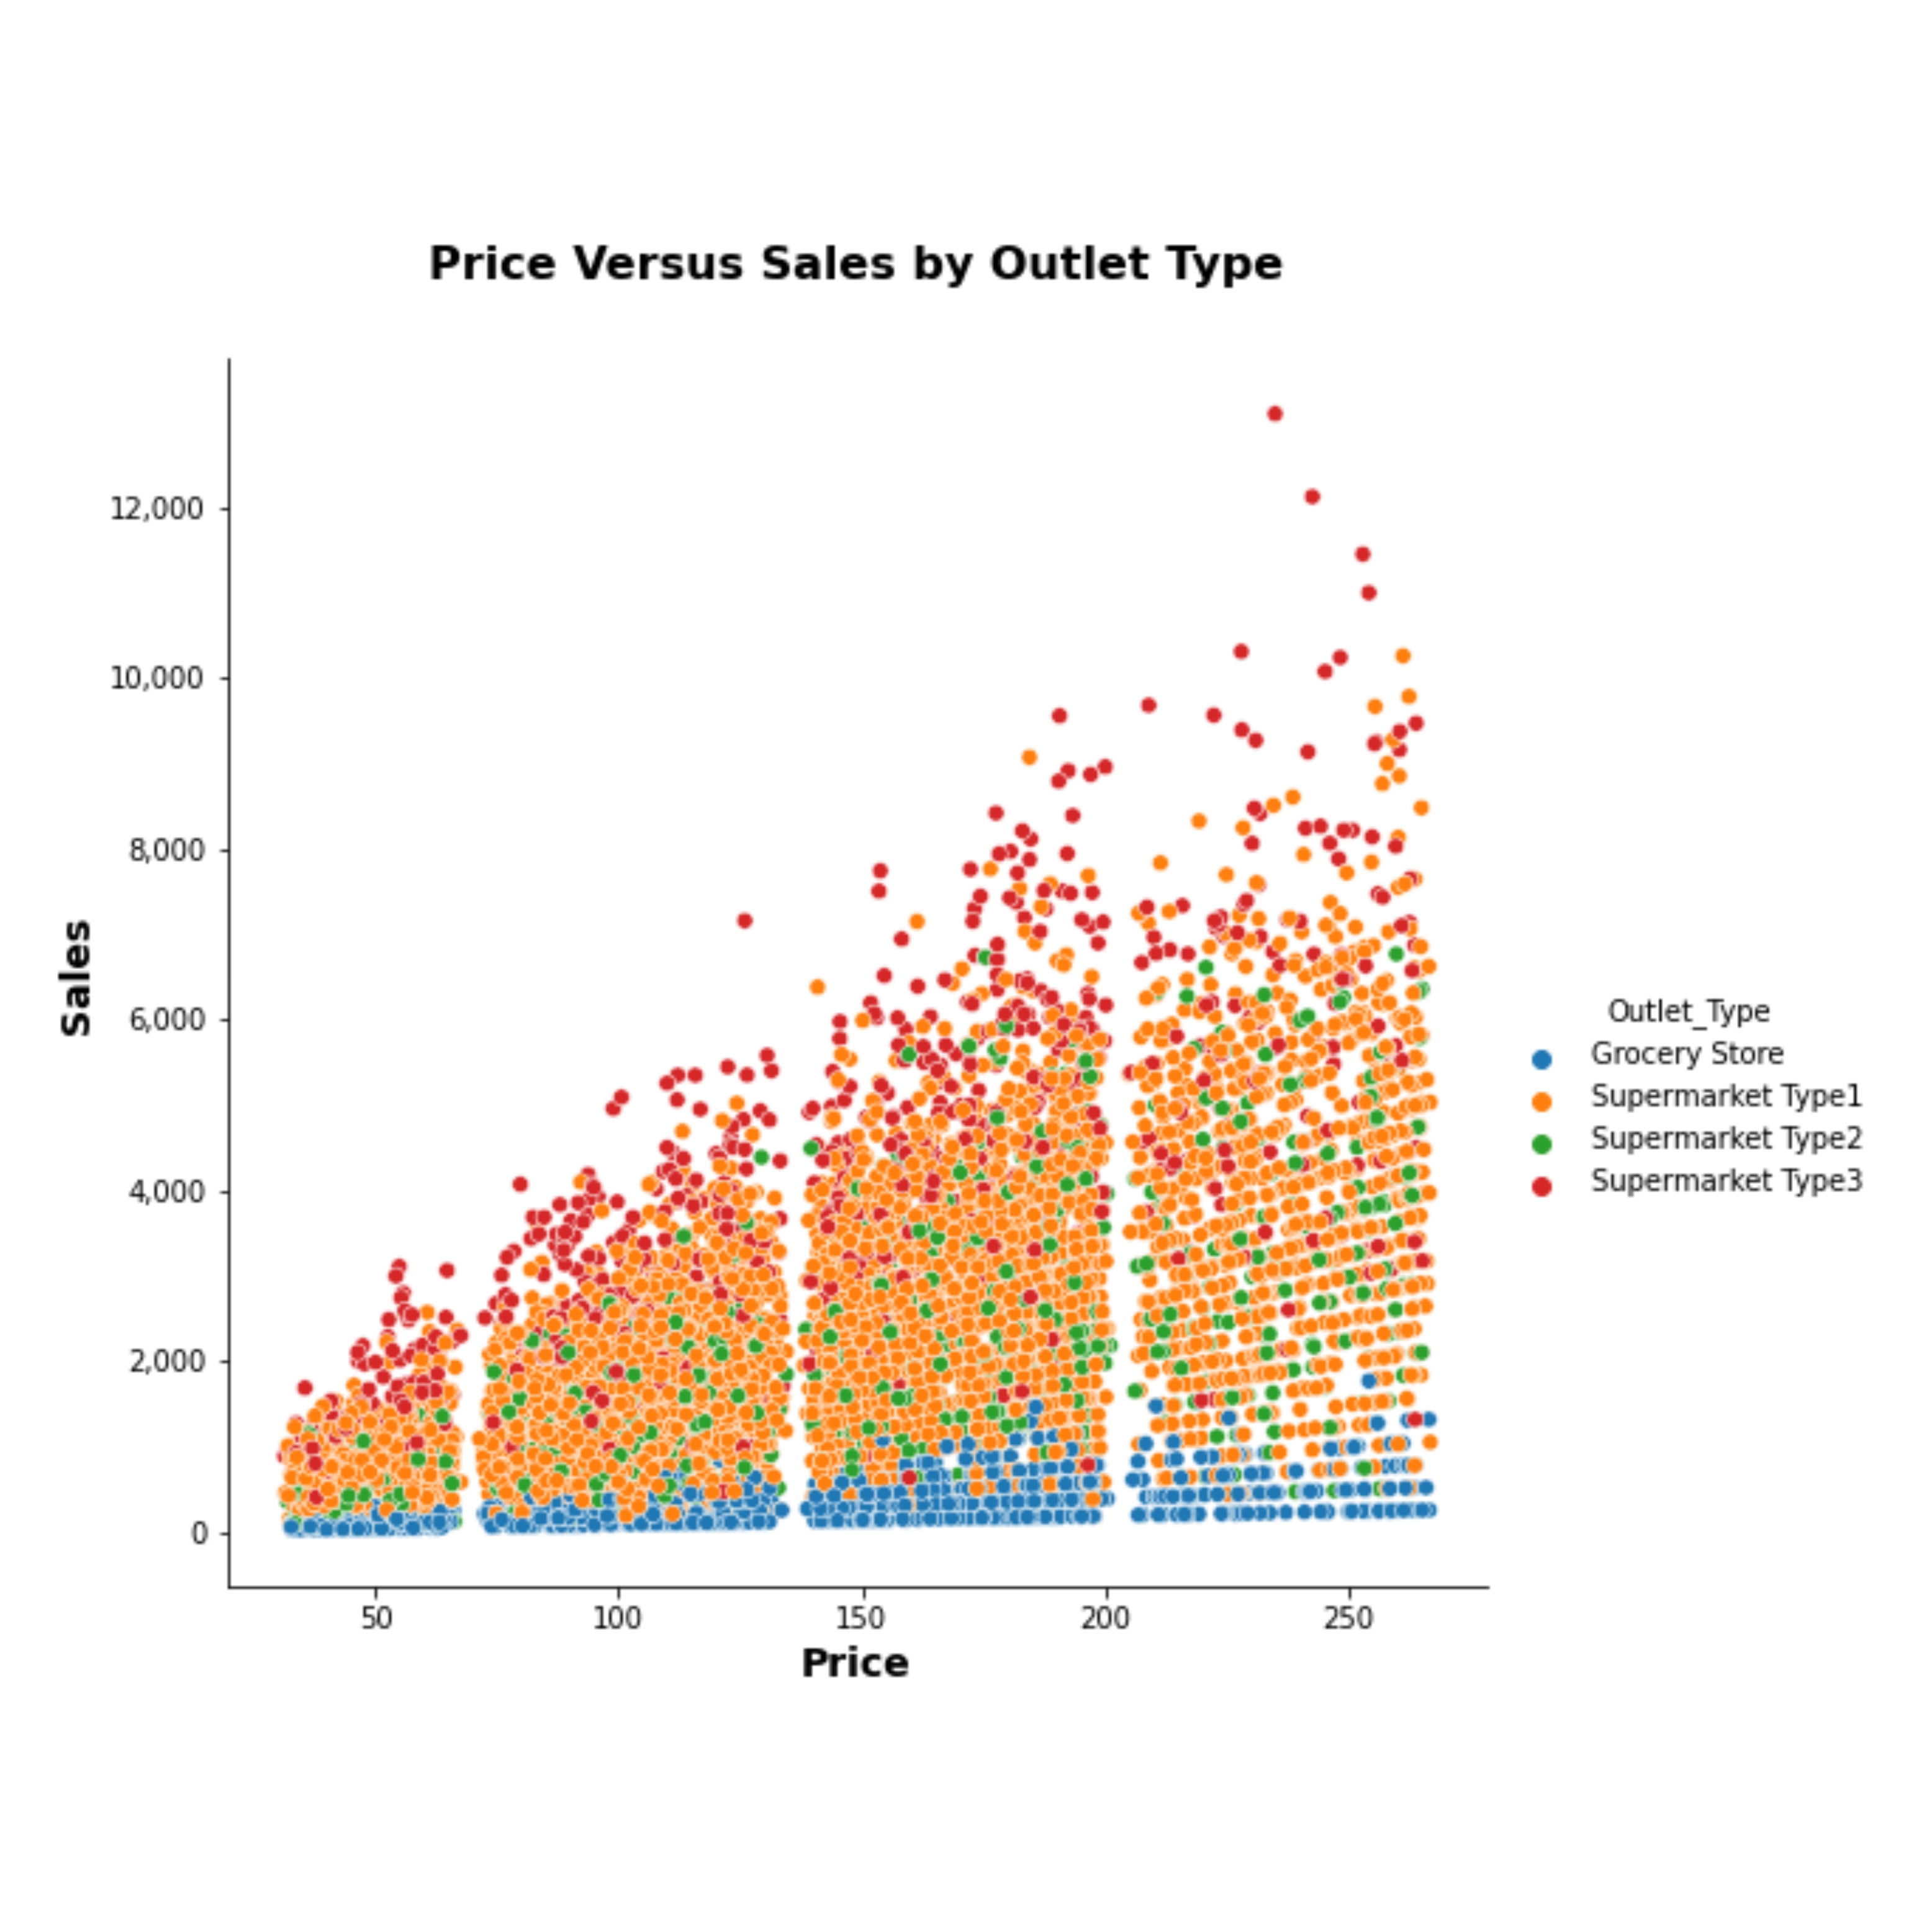 Price Versus Sales by Outlet Type
12,000
10,000
8,000
6,000
4,000
2,000
0
Sales
50 100 150 200 250
Price
Outlet_Type
Grocery Store
Supermarket Type1
Supermarket Type2
Supermarket Type3